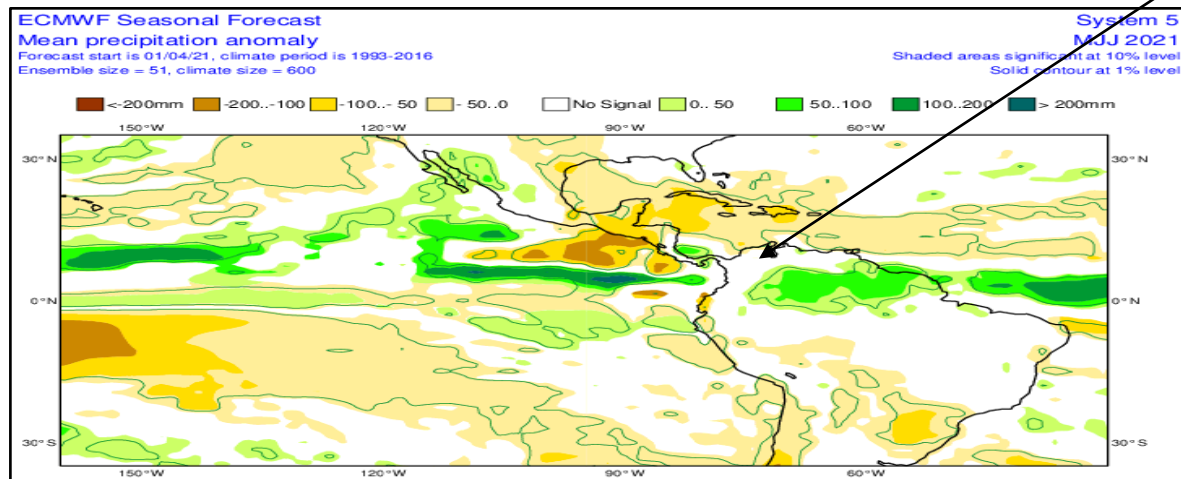 ECMWF Seasonal Forecast System 5
Mean precipitation anomaly MJJ 2021
Forecast start is 01/04/21, climate period is 1993-2016 Shaded areas significant at 10% level
Ensemble size = 51, climate size = 600 Solid contour at 1% level
<-200mm -200..-100 -100..- 50 - 50..0 No Signal 0.. 50 50..100 100..200 > 200mm
150°W 120°W 90°W 60°W
30°N 30°N
0°N 0°N
30°S 30°S
150°W 120°W 90°W 60°W